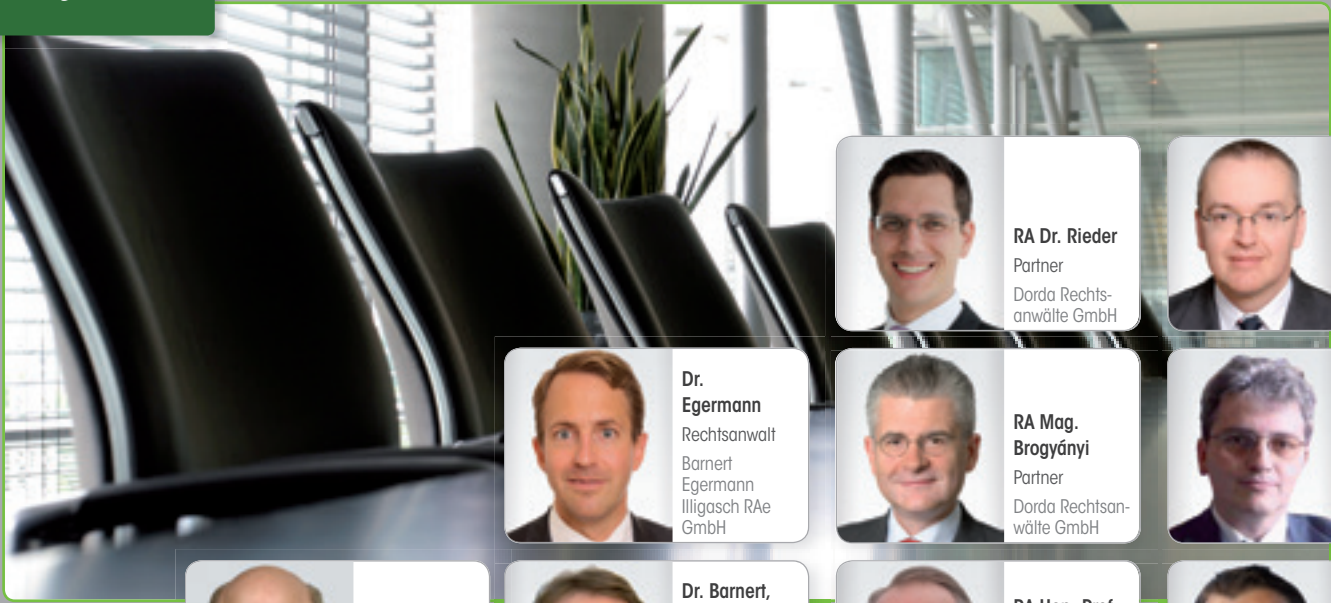 RA Dr. Rieder
Partner
Dorda Rechts-
anwälte GmbH
Dr.
Egermann
Rechtsanwalt
Barnert
Egermann
Illigasch RAe
GmbH
RA Mag.
Brogyányi
Partner
Dorda Rechtsan-
wälte GmbH
Dr. Barnert,